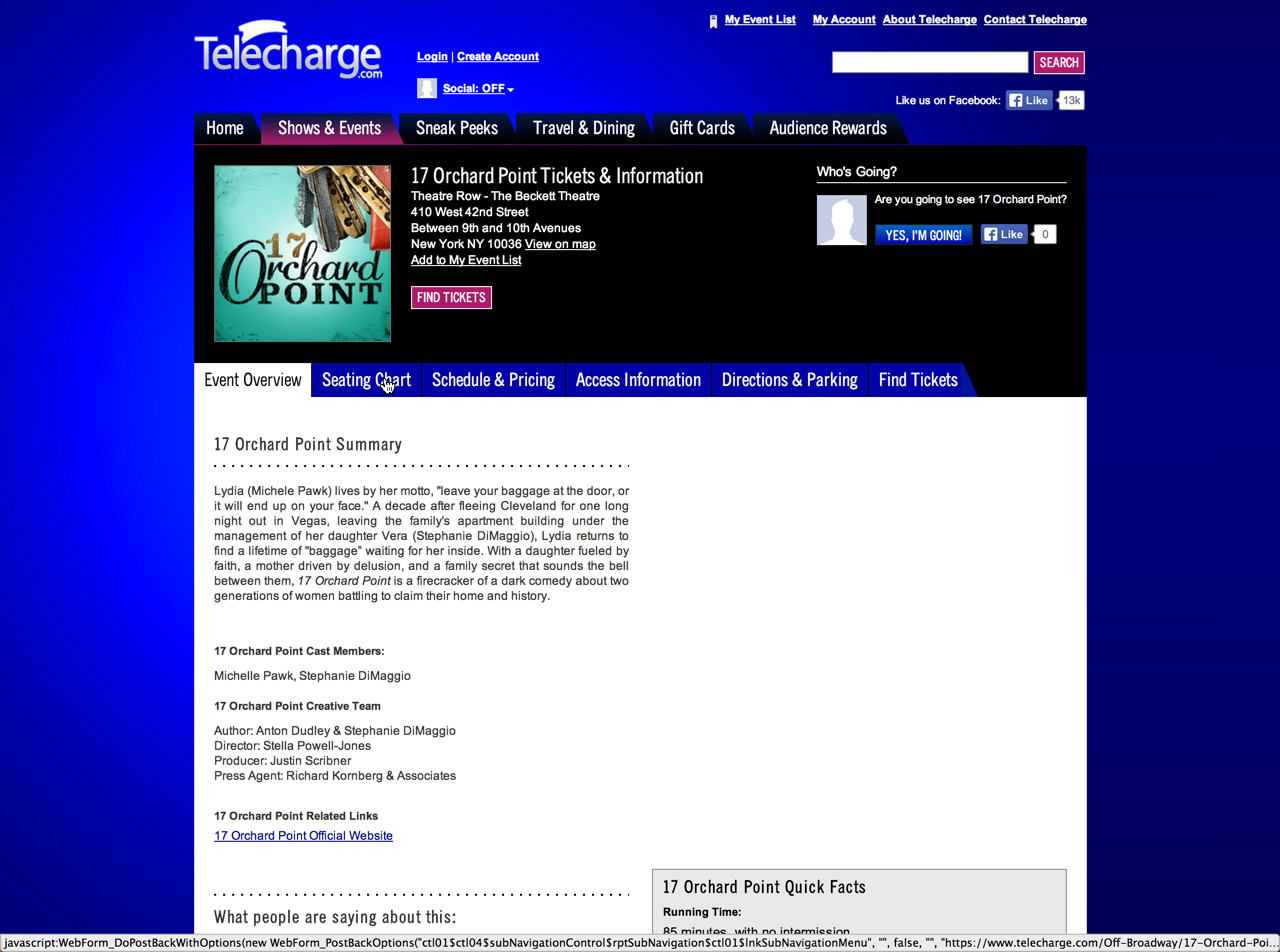 My Event List
My Account
About Telecharge
Contact Telecharge
Telecharge.com
Login | Create Account
SEARCH
Social: OFF
Like us on Facebook:
Like
13k
Home
Shows & Events
Sneak Peeks
Travel & Dining
Gift Cards
Audience Rewards
17 Orchard POINT
17 Orchard Point Tickets & Information
Theatre Row - The Beckett Theatre
410 West 42nd Street
Between 9th and 10th Avenues
New York NY 10036 View on map
Add to My Event List
FIND TICKETS
Who's Going?
Are you going to see 17 Orchard Point?
YES, I'M GOING!
Like
0
Event Overview
Seating Chart
Schedule & Pricing
Access Information
Directions & Parking
Find Tickets
17 Orchard Point Summary
Lydia (Michele Pawk) lives by her motto, "leave your baggage at the door, or
it will end up on your face." A decade after fleeing Cleveland for one long
night out in Vegas, leaving the family's apartment building under the
management of her daughter Vera (Stephanie DiMaggio), Lydia returns to
find a lifetime of "baggage" waiting for her inside. With a daughter fueled by
faith, a mother driven by delusion, and a family secret that sounds the bell
between them, 17 Orchard Point is a firecracker of a dark comedy about two
generations of women battling to claim their home and history.
17 Orchard Point Cast Members:
Michelle Pawk, Stephanie DiMaggio
17 Orchard Point Creative Team
Author: Anton Dudley & Stephanie DiMaggio
Director: Stella Powell-Jones
Producer: Justin Scribner
Press Agent: Richard Kornberg & Associates
17 Orchard Point Related Links
17 Orchard Point Official Website
What people are saying about this:
17 Orchard Point Quick Facts
Running Time:
85 minutes, with no intermission
javascript:WebForm_DoPostBackWithOptions(new WebForm_PostBackOptions("ctl01$ctl04$subNavigationControl$rptSubNavigation$ctl01$lnkSubNavigationMenu", "", false, "", "https://www.telecharge.com/Off-Broadway/17-Orchard-Poi...